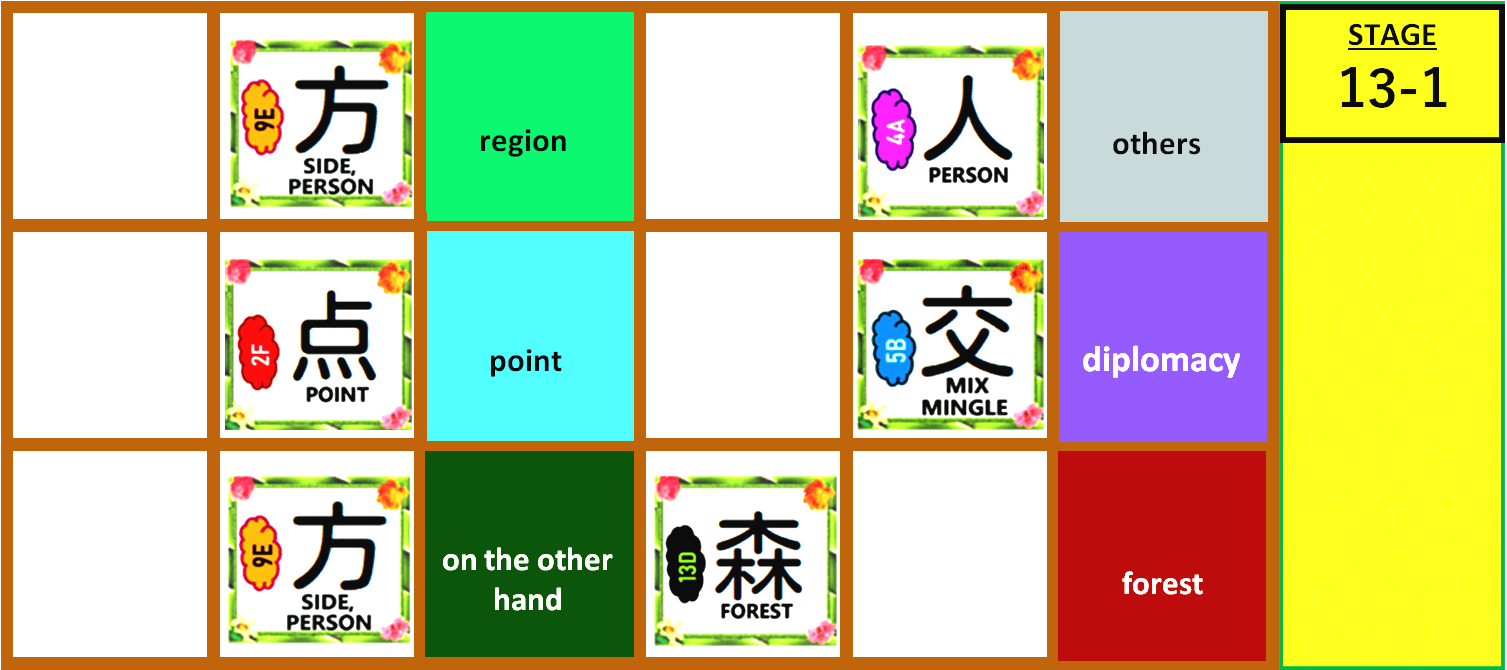 9E
方
SIDE,
PERSON
region
4A
人
PERSON
others
STAGE
13-1
2F
点
POINT
point
5B
交
MIX
MINGLE
diplomacy
9E
方
SIDE,
PERSON
on the other
hand
13D
森
FOREST
forest